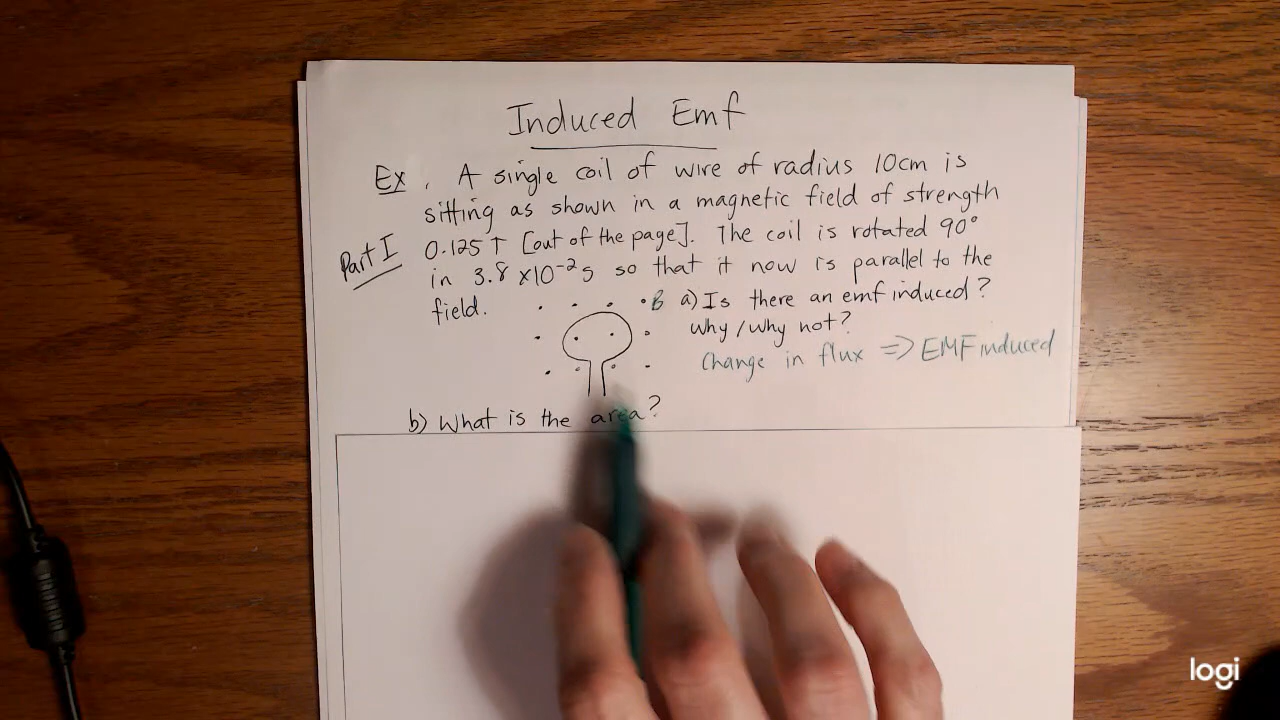 Induced Emf
Ex. A single coil of wire of radius 10cm is
sitting as shown in a magnetic field of strength
Part I
0.125 T [out of the page]. The coil is rotated 90°
in 3.8 x10⁻² s so that it now is parallel to the
field.
B
a) Is there an emf induced?
Why / why not?
Change in flux => EMF induced
b) What is the area?
logi